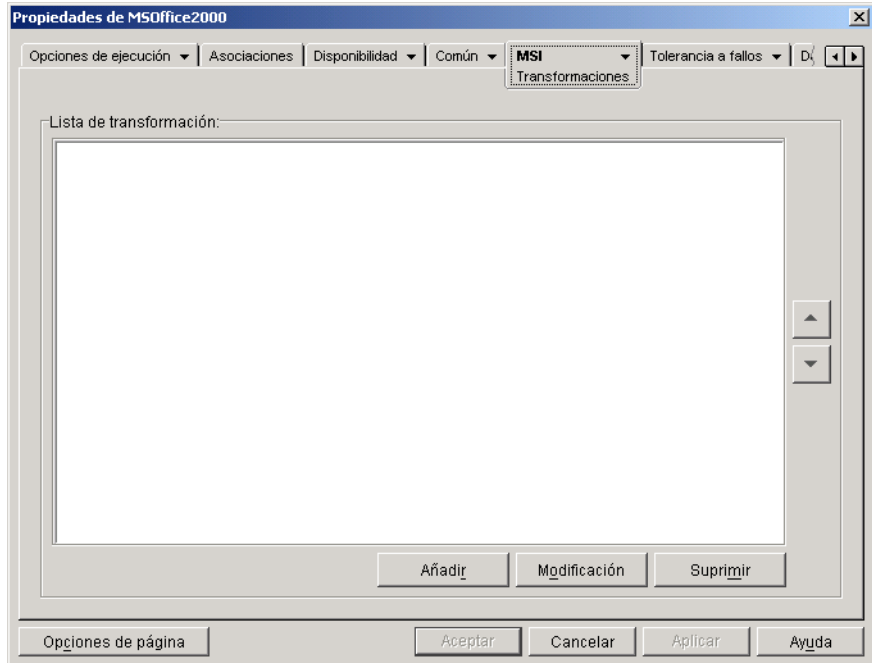 Propiedades de MSOffice2000
Opciones de ejecución Asociaciones Disponibilidad Común MSI Tolerancia a fallos
Transformaciones
Lista de transformación:
Añadir Modificación Suprimir
Opciones de página Aceptar Cancelar Aplicar Ayuda